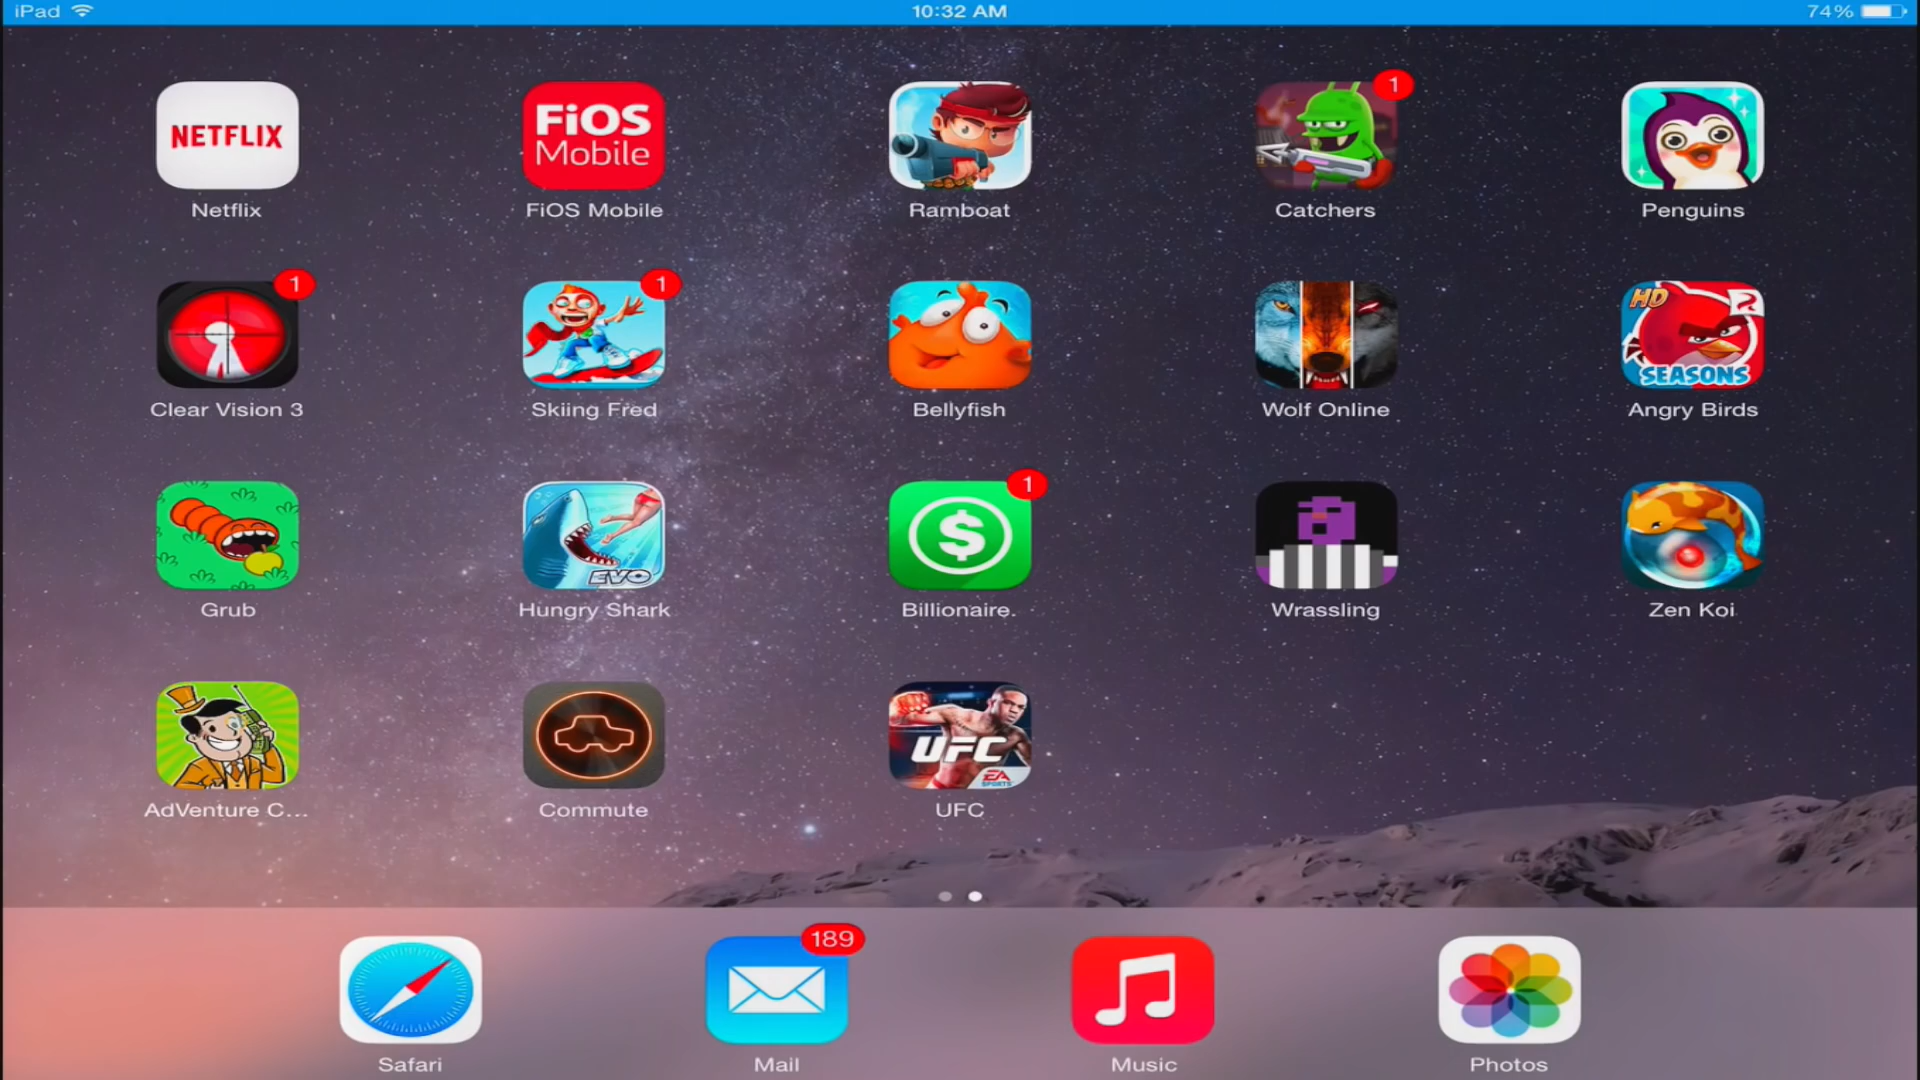 iPad 10:32 AM 74%
NETFLIX
FiOS
Mobile
1
Netflix FiOS Mobile Ramboat Catchers Penguins
1 1
HD 2
SEASONS
Clear Vision 3 Skiing Fred Bellyfish Wolf Online Angry Birds
1
$
EVO
Grub Hungry Shark Billionaire. Wrassling Zen Koi
UFC
EA
SPORTS
AdVenture C... Commute UFC
189
Safari Mail Music Photos